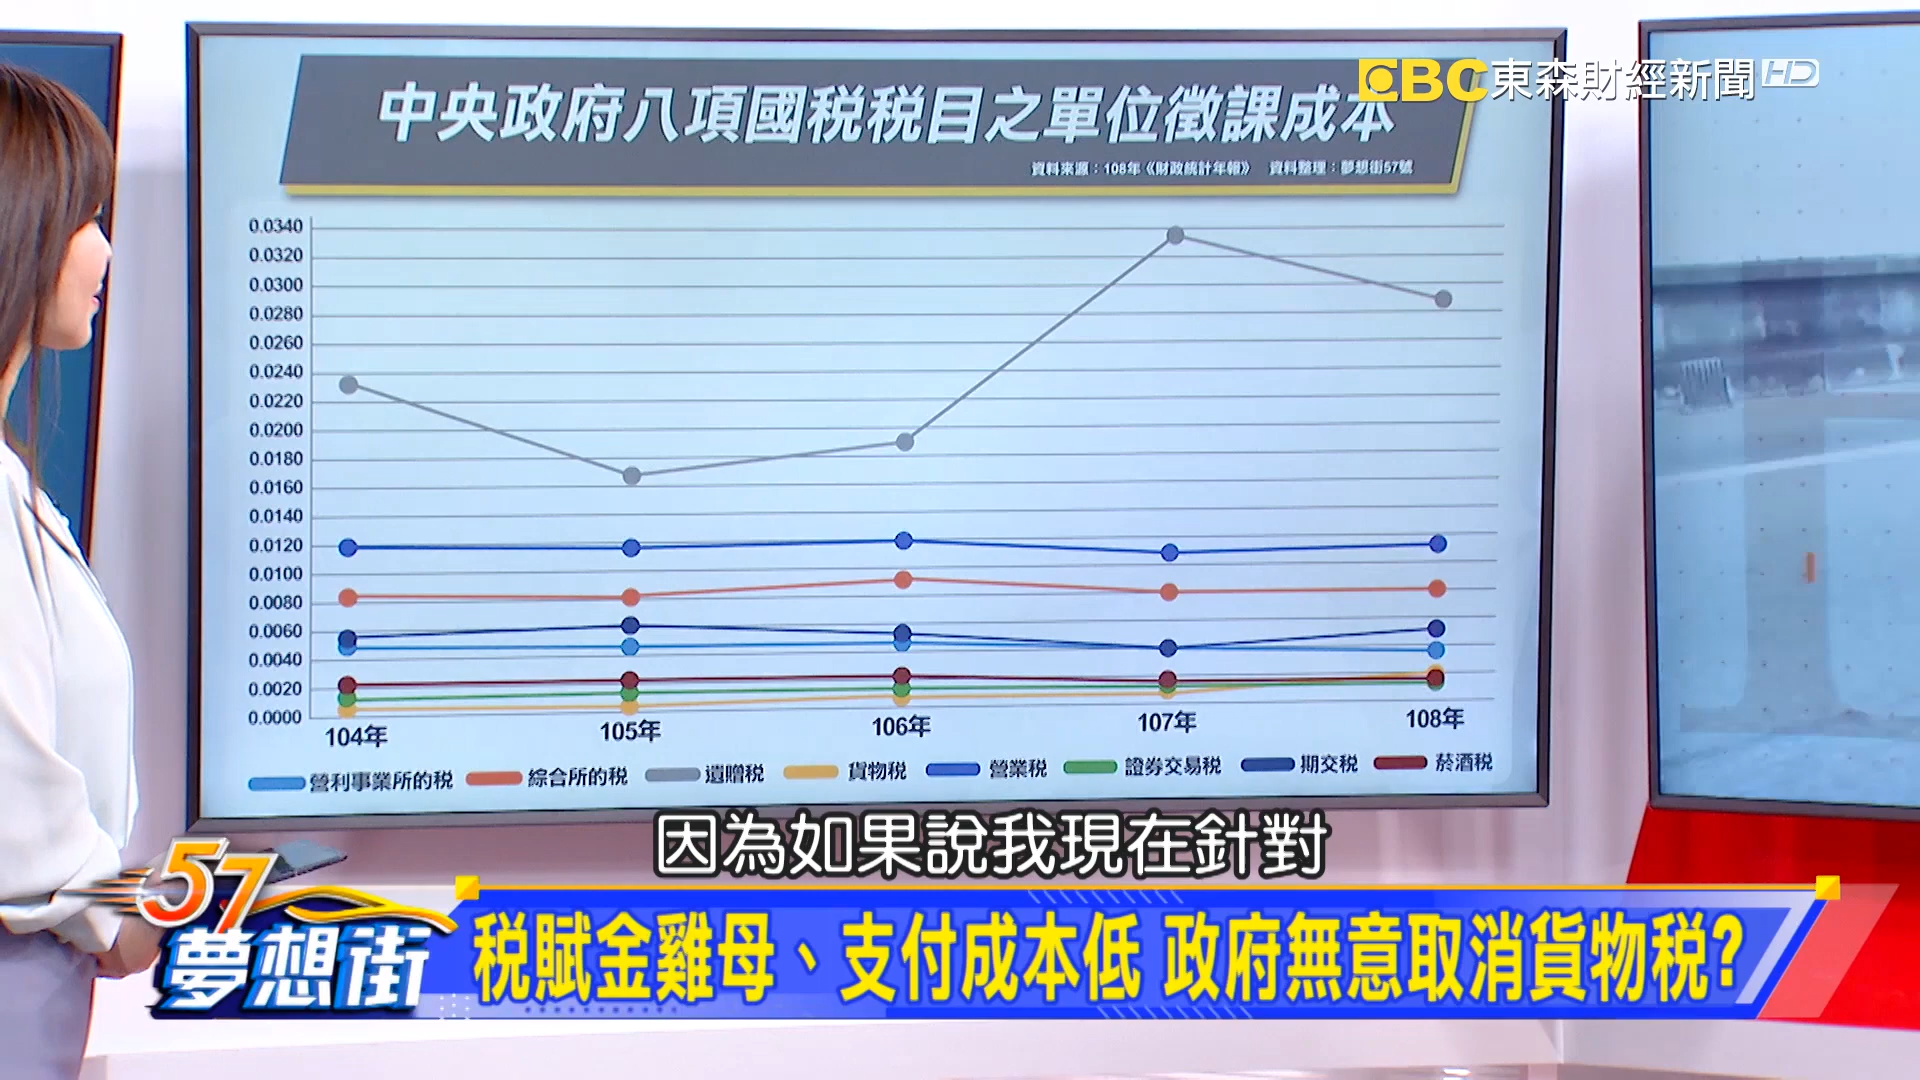 中央政府八項國稅稅目之單位徵課成本
EBC東森財經新聞HD
資料來源：108年《財政統計年報》 資料整理：夢想街57號
0.0340
0.0320
0.0300
0.0280
0.0260
0.0240
0.0220
0.0200
0.0180
0.0160
0.0140
0.0120
0.0100
0.0080
0.0060
0.0040
0.0020
0.0000
104年 105年 106年 107年 108年
營利事業所的稅 綜合所的稅 遺贈稅 貨物稅 營業稅 證券交易稅 期交稅 菸酒稅
因為如果說我現在針對
57夢想街
稅賦金雞母、支付成本低 政府無意取消貨物稅?